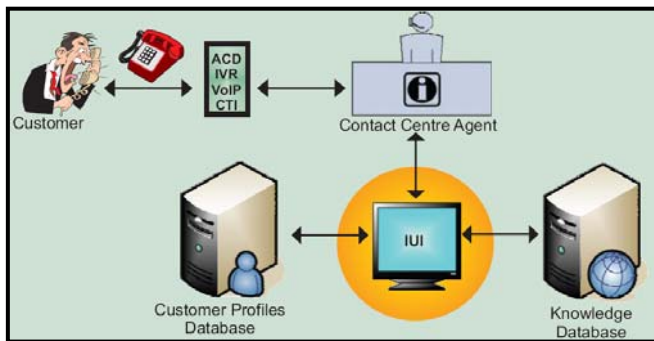 ACD
IVR
VoIP
CTI
Customer
i
Contact Centre Agent
IUI
Customer Profiles
Database
Knowledge
Database